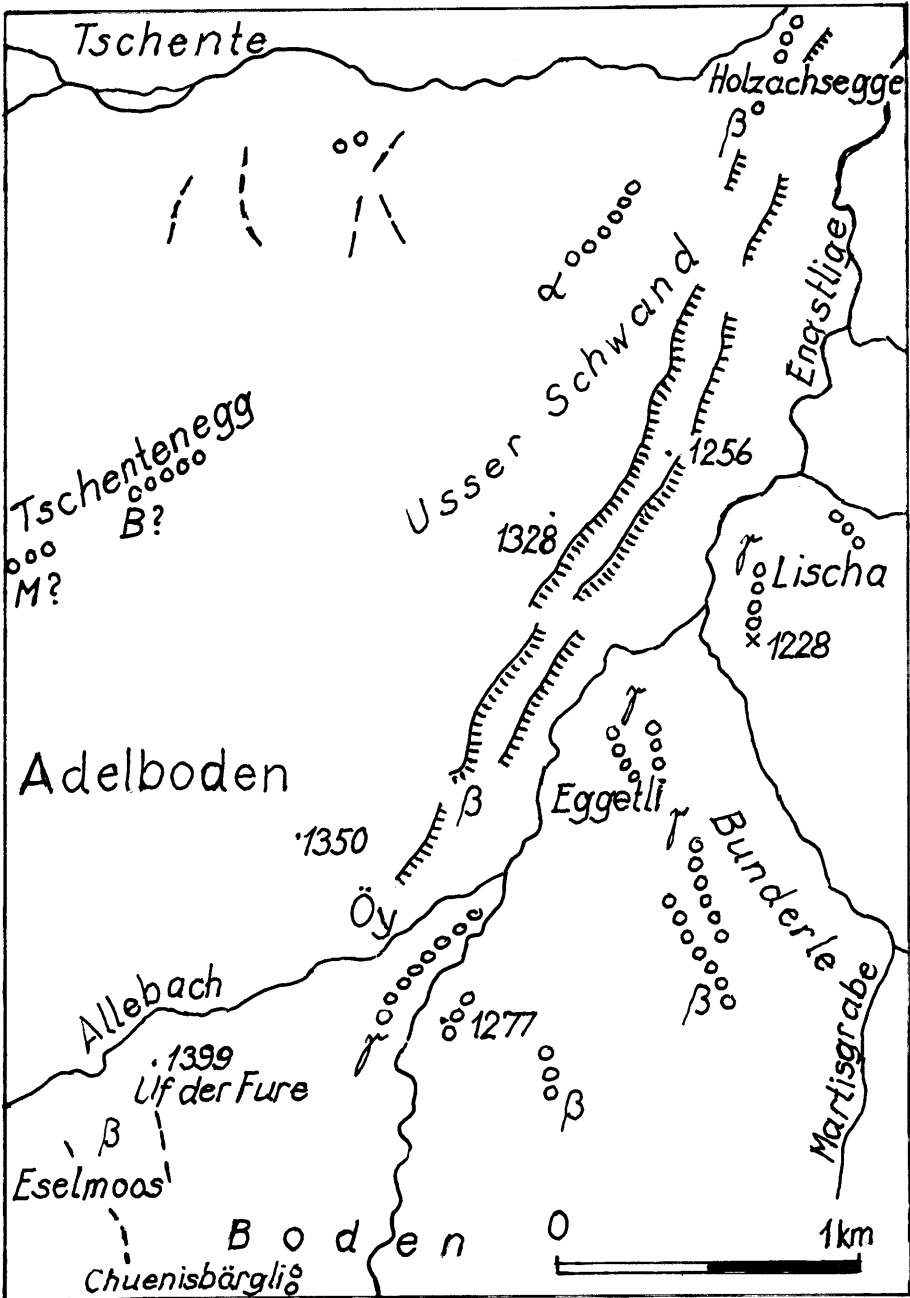 Tschente
Holzachsegge
β
α
Usser Schwand
Engstlige
Tschentenegg
B?
M?
1256
1328
γ
Lischa
1228
γ
Adelboden
Eggetli
β
γ
Bunderle
1350
Öy
β
Allebach
γ
1277
Martisgrabe
1399
Uf der Fure
β
β
Eselmoos
Boden
0 1km
Chuenisbärgli